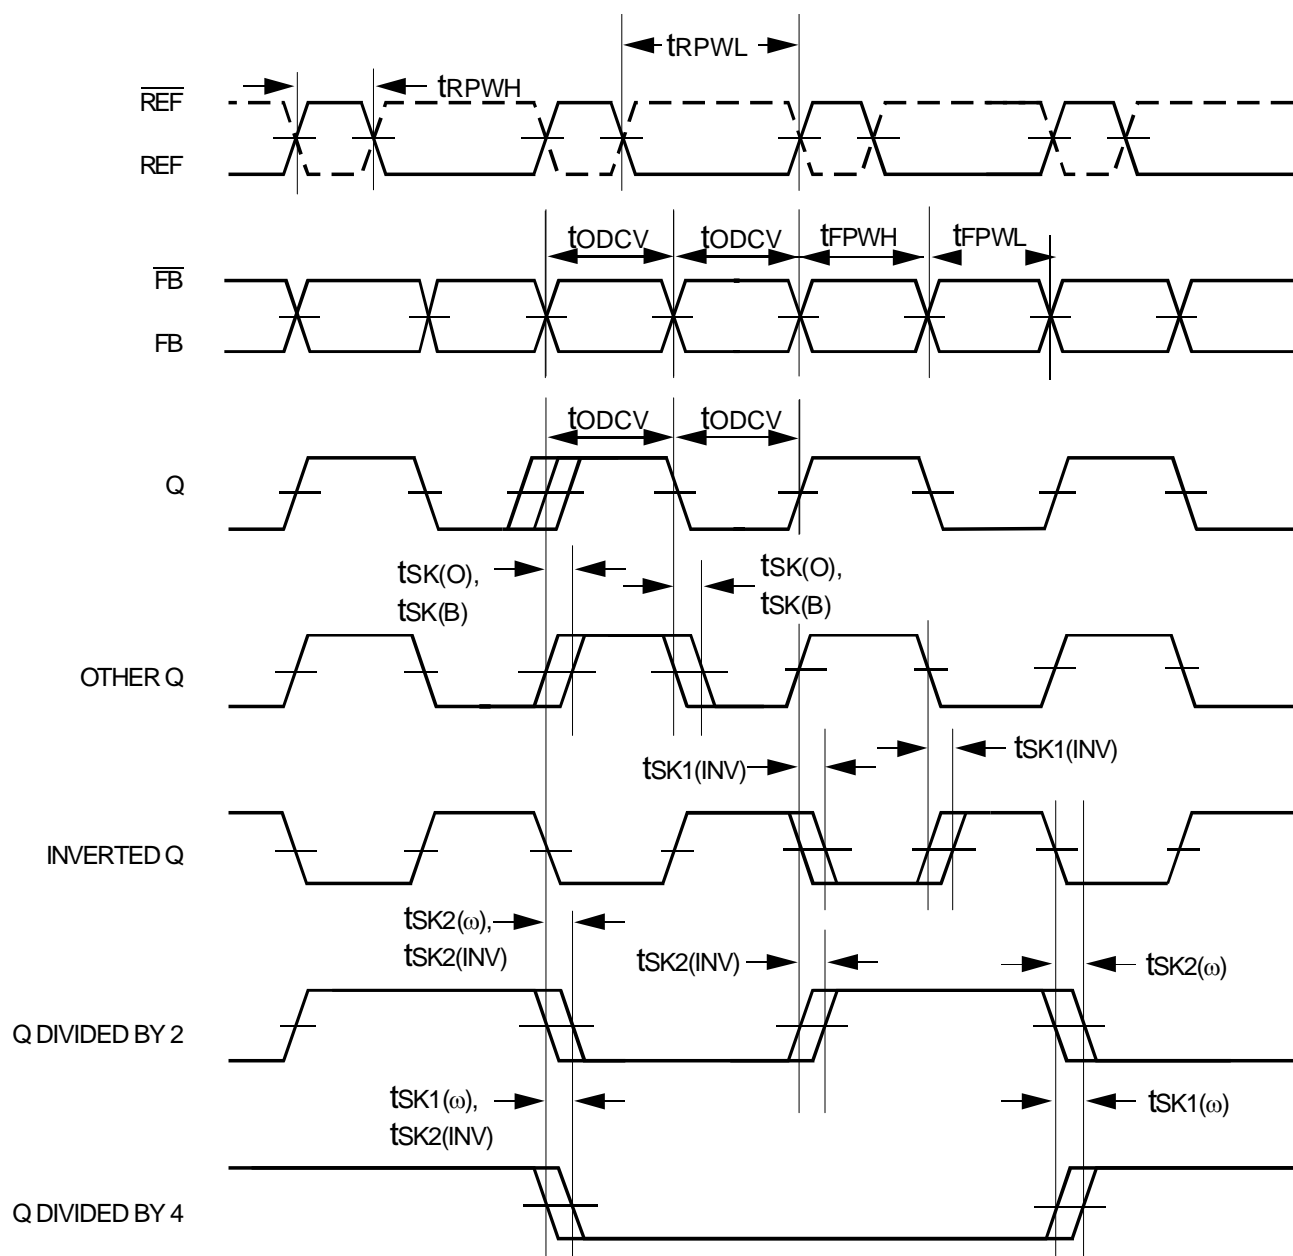 tRPWL
tRPWH
REF
REF
tODCV tODCV tFPWH tFPWL
FB
FB
tODCV tODCV
Q
tSK(O),
tSK(B)
tSK(O),
tSK(B)
OTHER Q
tSK1(INV)
tSK1(INV)
INVERTED Q
tSK2(ω),
tSK2(INV)
tSK2(INV)
tSK2(ω)
Q DIVIDED BY 2
tSK1(ω),
tSK2(INV)
tSK1(ω)
Q DIVIDED BY 4